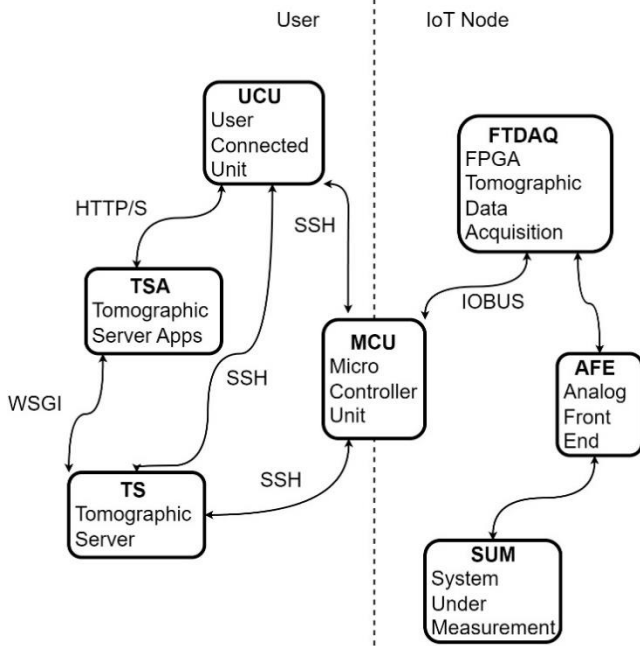 User
IoT Node
UCU
User
Connected
Unit
FTDAQ
FPGA
Tomographic
Data
Acquisition
HTTP/S
SSH
TSA
Tomographic
Server Apps
IOBUS
MCU
Micro
Controller
Unit
AFE
Analog
Front
End
WSGI
SSH
TS
Tomographic
Server
SSH
SUM
System
Under
Measurement